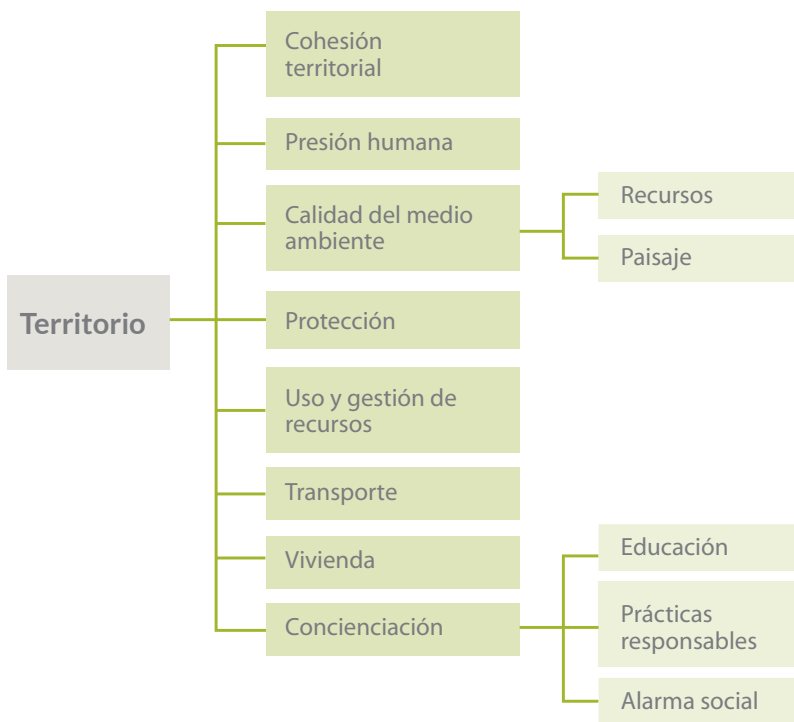 Territorio
Cohesión
territorial
Presión humana
Calidad del medio
ambiente
Recursos
Paisaje
Protección
Uso y gestión de
recursos
Transporte
Vivienda
Concienciación
Educación
Prácticas
responsables
Alarma social